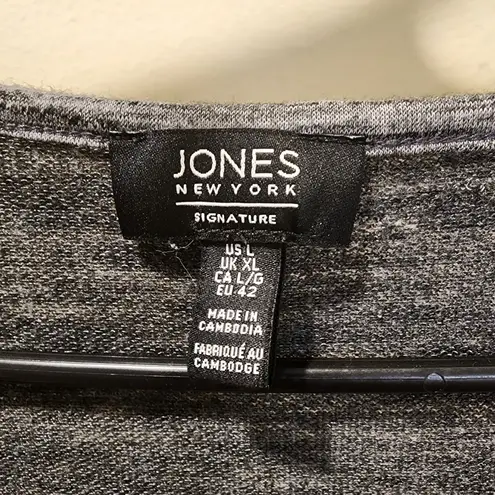 JONES
NEW YORK
SIGNATURE
US L
UK XL
CA L/G
EU 42
MADE IN
CAMBODIA
FABRIQUÉ AU
CAMBODGE